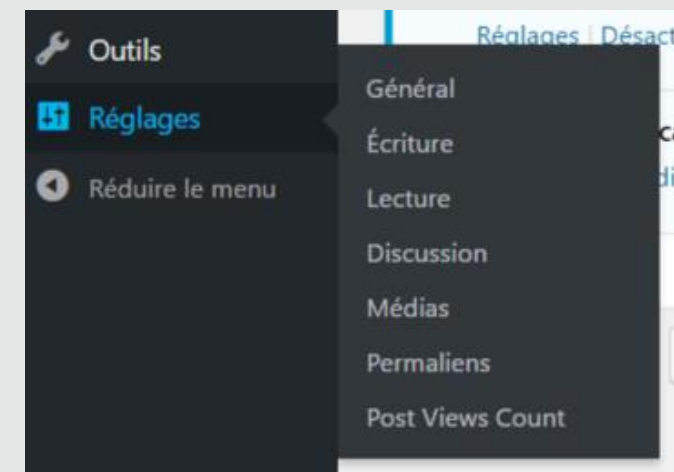 Outils
Réglages
Réduire le menu
Réglages |
Général
Écriture
Lecture
Discussion
Médias
Permaliens
Post Views Count